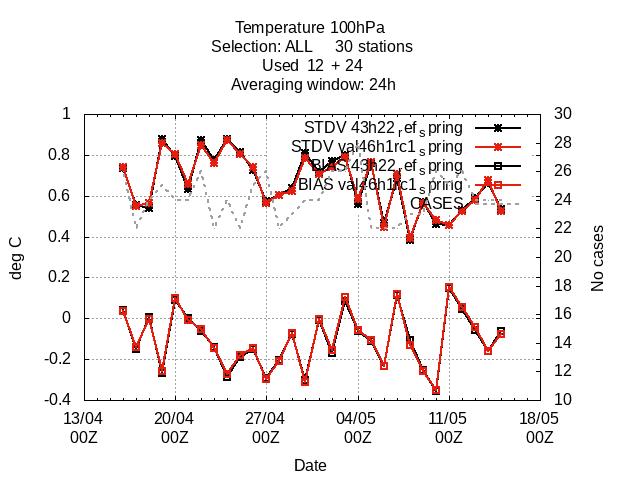 Temperature 100hPa
Selection: ALL 30 stations
Used 12 + 24
Averaging window: 24h
1
0.8
0.6
0.4
0.2
0
-0.2
-0.4
deg C
30
28
26
24
22
20
18
16
14
12
10
No cases
STDV 43h22_ref_spring
STDV val46h1rc1_spring
BIAS 43h22_ref_spring
BIAS val46h1rc1_spring
CASES
13/04 20/04 27/04 04/05 11/05 18/05
00Z 00Z 00Z 00Z 00Z 00Z
Date